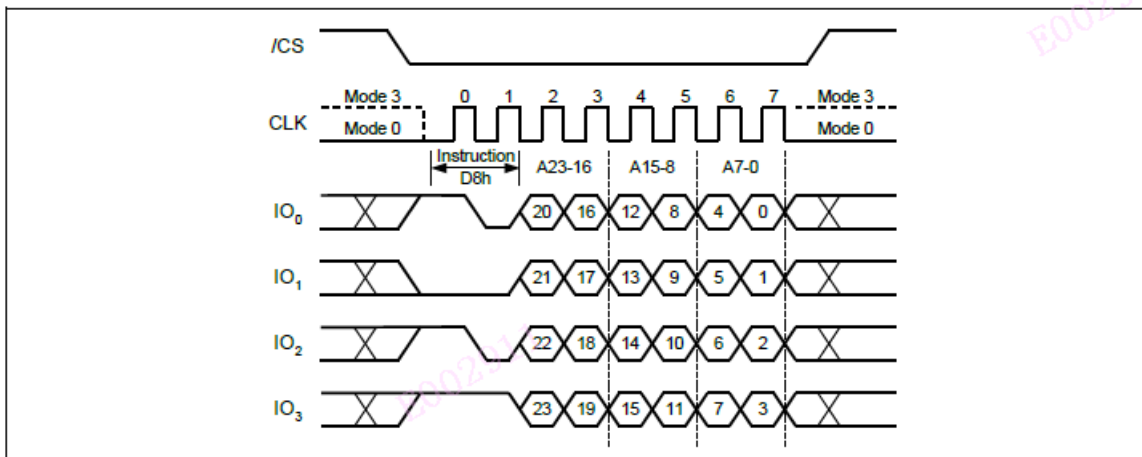 /CS
Mode 3 0 1 2 3 4 5 6 7 Mode 3
CLK
Mode 0 Mode 0
Instruction
D8h A23-16 A15-8 A7-0
IO0 20 16 12 8 4 0
IO1 21 17 13 9 5 1
IO2 22 18 14 10 6 2
IO3 23 19 15 11 7 3